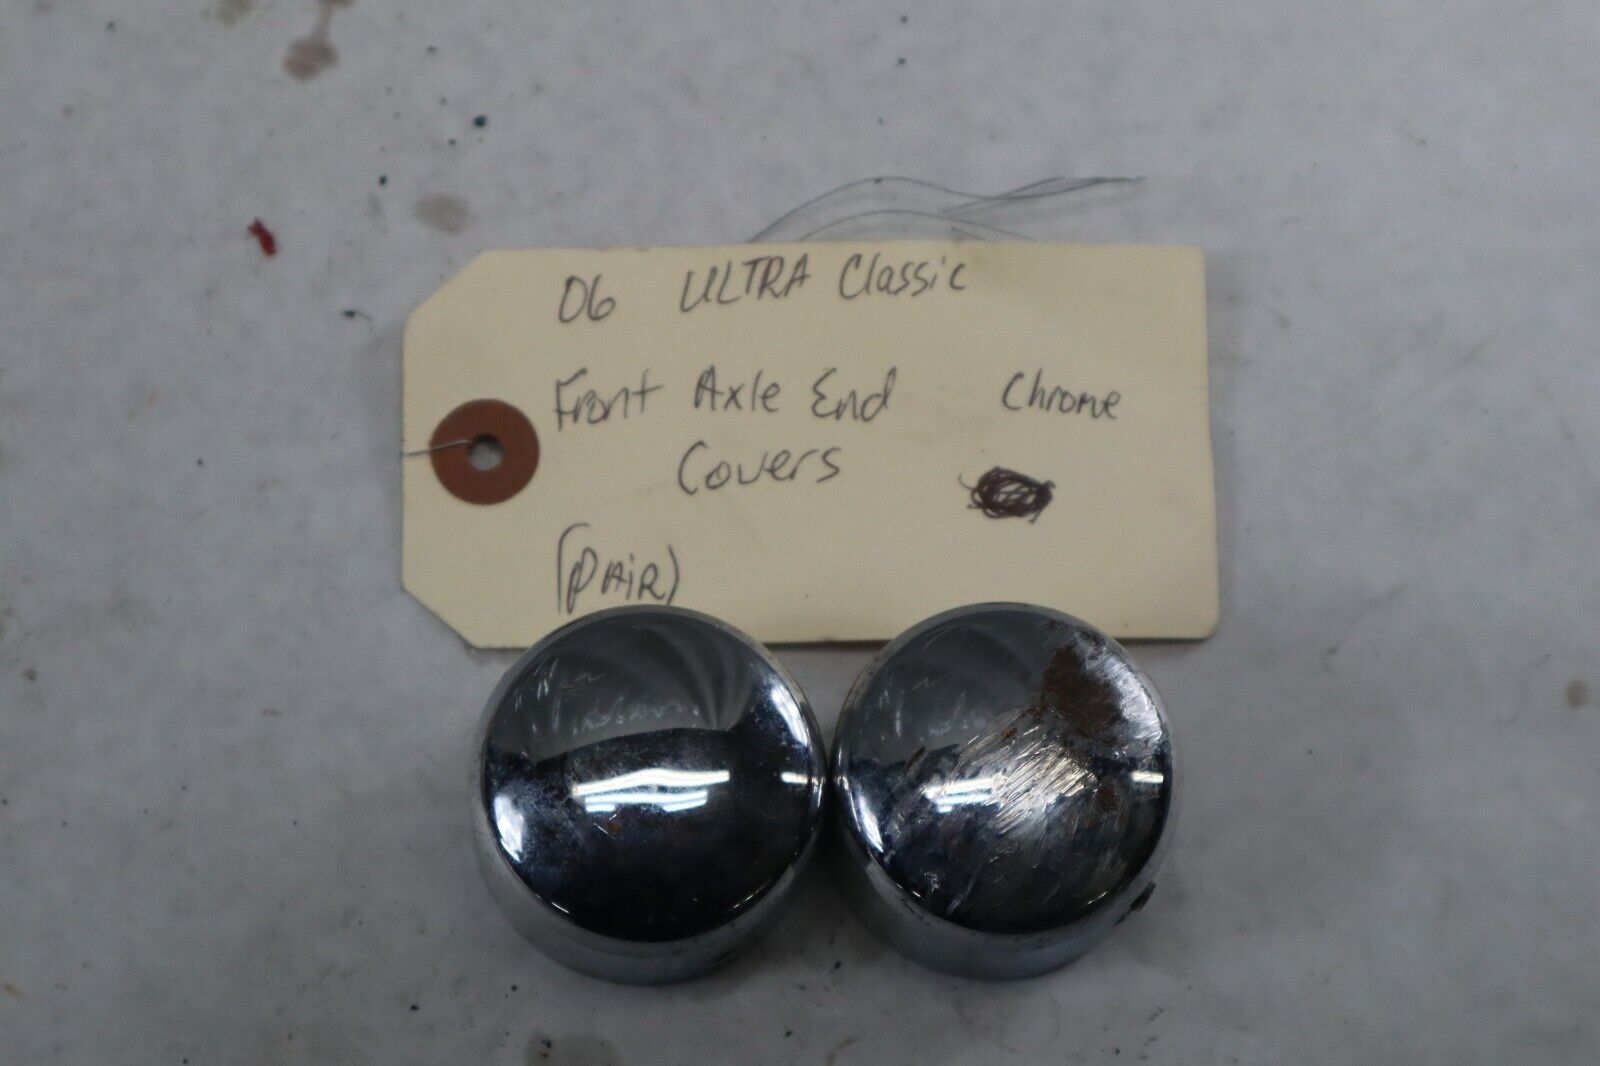 06 ULTRA Classic
Front Axle End Chrome
Covers
(PAIR)